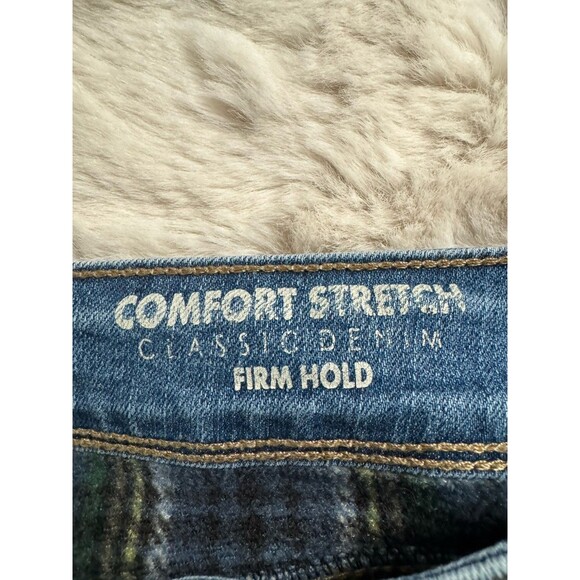 COMFORT STRETCH
CLASSIC DENIM
FIRM HOLD